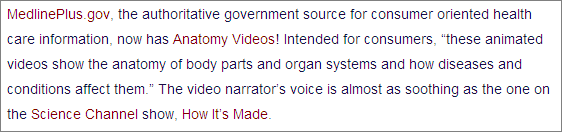 MedlinePlus.gov, the authoritative government source for consumer oriented health
care information, now has Anatomy Videos! Intended for consumers, “these animated
videos show the anatomy of body parts and organ systems and how diseases and
conditions affect them.” The video narrator’s voice is almost as soothing as the one on
the Science Channel show, How It’s Made.